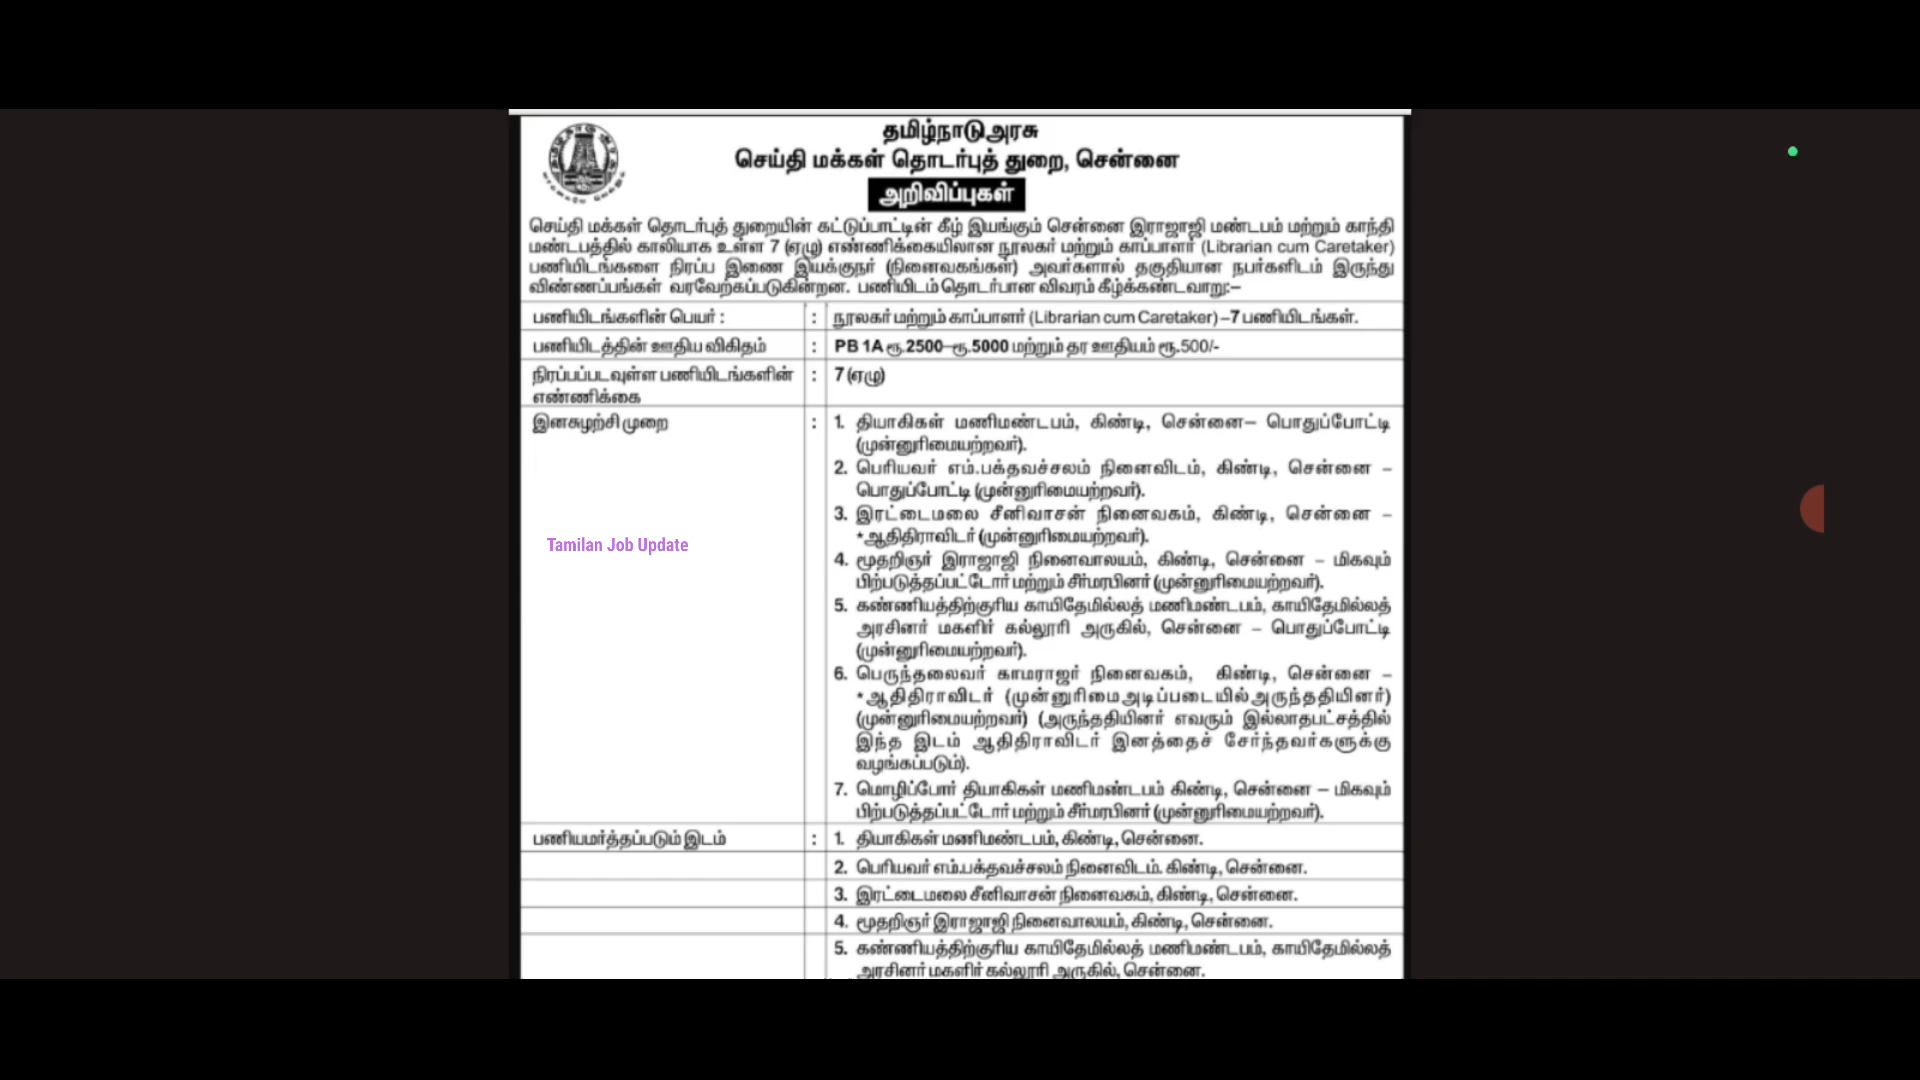 தமிழ்நாடுஅரசு
செய்தி மக்கள் தொடர்புத் துறை, சென்னை
அறிவிப்புகள்
செய்தி மக்கள் தொடர்புத் துறையின் கட்டுப்பாட்டின் கீழ் இயங்கும் சென்னை இராஜாஜி மண்டபம் மற்றும் காந்தி
மண்டபத்தில் காலியாக உள்ள 7 (ஏழு) எண்ணிக்கையிலான நூலகர் மற்றும் காப்பாளர் (Librarian cum Caretaker)
பணியிடங்களை நிரப்ப இணை இயக்குநர் (நினைவகங்கள்) அவர்களால் தகுதியான நபர்களிடம் இருந்து
விண்ணப்பங்கள் வரவேற்கப்படுகின்றன. பணியிடம் தொடர்பான விவரம் கீழ்க்கண்டவாறு:–
பணியிடங்களின் பெயர் : : நூலகர் மற்றும் காப்பாளர் (Librarian cum Caretaker) –7 பணியிடங்கள்.
பணியிடத்தின் ஊதிய விகிதம் : PB 1A ரூ.2500–ரூ.5000 மற்றும் தர ஊதியம் ரூ.500/-
நிரப்பப்படவுள்ள பணியிடங்களின் : 7 (ஏழு)
எண்ணிக்கை
இனசுழற்சி முறை : 1. தியாகிகள் மணிமண்டபம், கிண்டி, சென்னை– பொதுப்போட்டி
(முன்னுரிமையற்றவர்).
2. பெரியவர் எம்.பக்தவச்சலம் நினைவிடம், கிண்டி, சென்னை –
பொதுப்போட்டி (முன்னுரிமையற்றவர்).
3. இரட்டைமலை சீனிவாசன் நினைவகம், கிண்டி, சென்னை –
*ஆதிதிராவிடர் (முன்னுரிமையற்றவர்).
Tamilan Job Update
4. மூதறிஞர் இராஜாஜி நினைவாலயம், கிண்டி, சென்னை – மிகவும்
பிற்படுத்தப்பட்டோர் மற்றும் சீர்மரபினர் (முன்னுரிமையற்றவர்).
5. கண்ணியத்திற்குரிய காயிதேமில்லத் மணிமண்டபம், காயிதேமில்லத்
அரசினர் மகளிர் கல்லூரி அருகில், சென்னை – பொதுப்போட்டி
(முன்னுரிமையற்றவர்).
6. பெருந்தலைவர் காமராஜர் நினைவகம், கிண்டி, சென்னை –
*ஆதிதிராவிடர் (முன்னுரிமை அடிப்படையில் அருந்ததியினர்)
(முன்னுரிமையற்றவர்) (அருந்ததியினர் எவரும் இல்லாதபட்சத்தில்
இந்த இடம் ஆதிதிராவிடர் இனத்தைச் சேர்ந்தவர்களுக்கு
வழங்கப்படும்).
7. மொழிப்போர் தியாகிகள் மணிமண்டபம் கிண்டி, சென்னை – மிகவும்
பிற்படுத்தப்பட்டோர் மற்றும் சீர்மரபினர் (முன்னுரிமையற்றவர்).
பணியமர்த்தப்படும் இடம் : 1. தியாகிகள் மணிமண்டபம், கிண்டி, சென்னை.
2. பெரியவர் எம்.பக்தவச்சலம் நினைவிடம். கிண்டி, சென்னை.
3. இரட்டைமலை சீனிவாசன் நினைவகம், கிண்டி, சென்னை.
4. மூதறிஞர் இராஜாஜி நினைவாலயம், கிண்டி, சென்னை.
5. கண்ணியத்திற்குரிய காயிதேமில்லத் மணிமண்டபம், காயிதேமில்லத்
அரசினர் மகளிர் கல்லூரி அருகில், சென்னை.